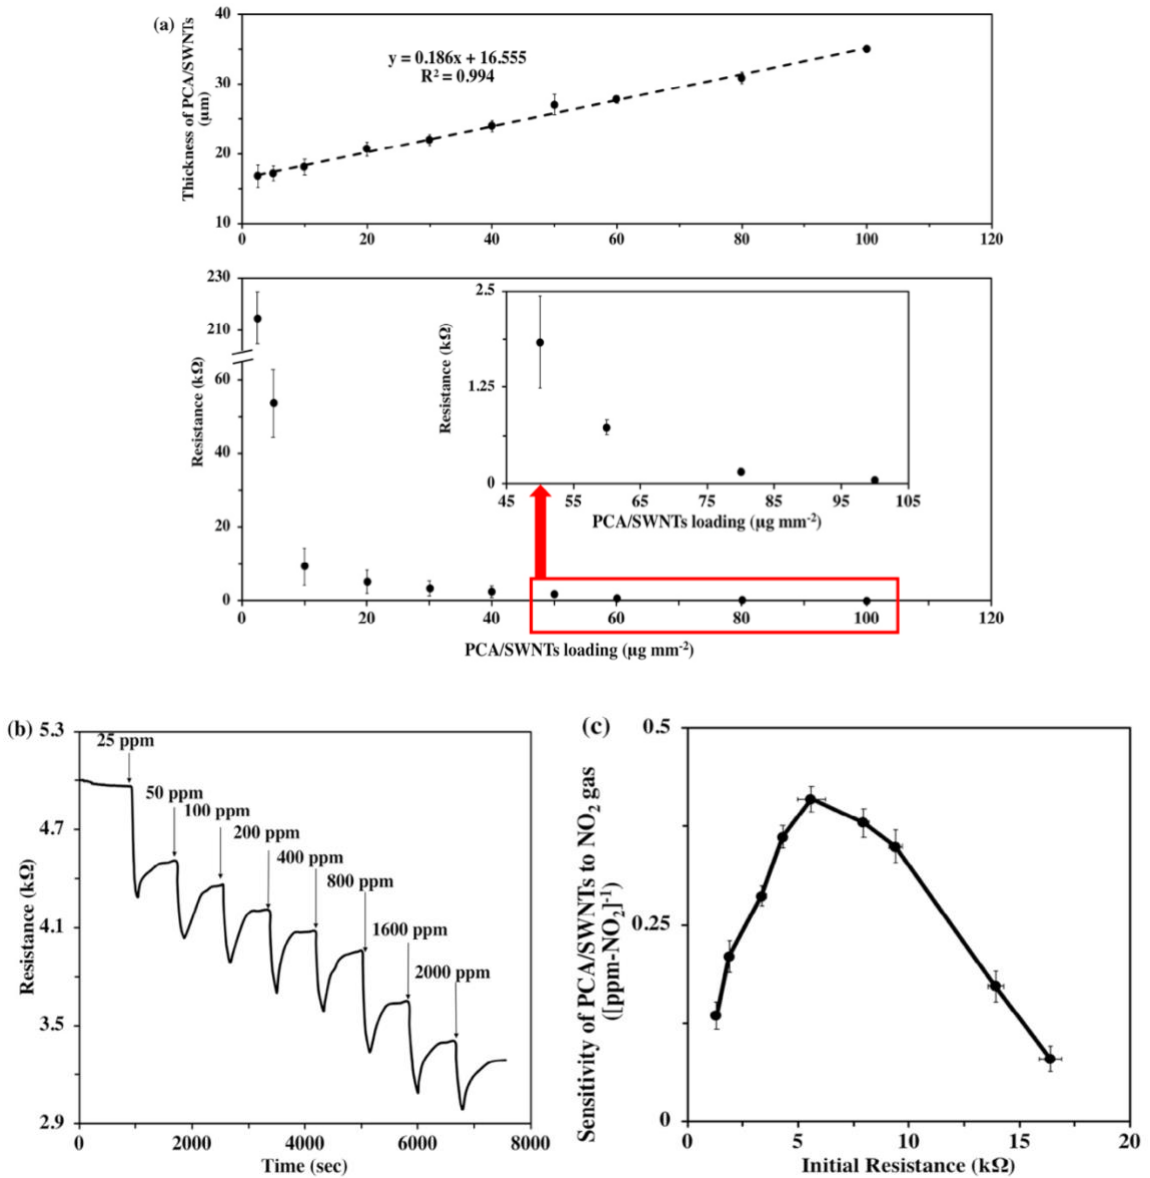 (a)
Thickness of PCA/SWNTs
(μm)
40
30
20
10
y = 0.186x + 16.555
R² = 0.994
0 20 40 60 80 100 120
Resistance (kΩ)
230
210
60
40
20
0
0 20 40 60 80 100 120
PCA/SWNTs loading (μg mm⁻²)
Resistance (kΩ)
2.5
1.25
0
45 55 65 75 85 95 105
PCA/SWNTs loading (μg mm⁻²)
(b)
Resistance (kΩ)
5.3
4.7
4.1
3.5
2.9
25 ppm
50 ppm
100 ppm
200 ppm
400 ppm
800 ppm
1600 ppm
2000 ppm
0 2000 4000 6000 8000
Time (sec)
(c)
Sensitivity of PCA/SWNTs to NO₂ gas
([ppm-NO₂]⁻¹)
0.5
0.25
0
0 5 10 15 20
Initial Resistance (kΩ)